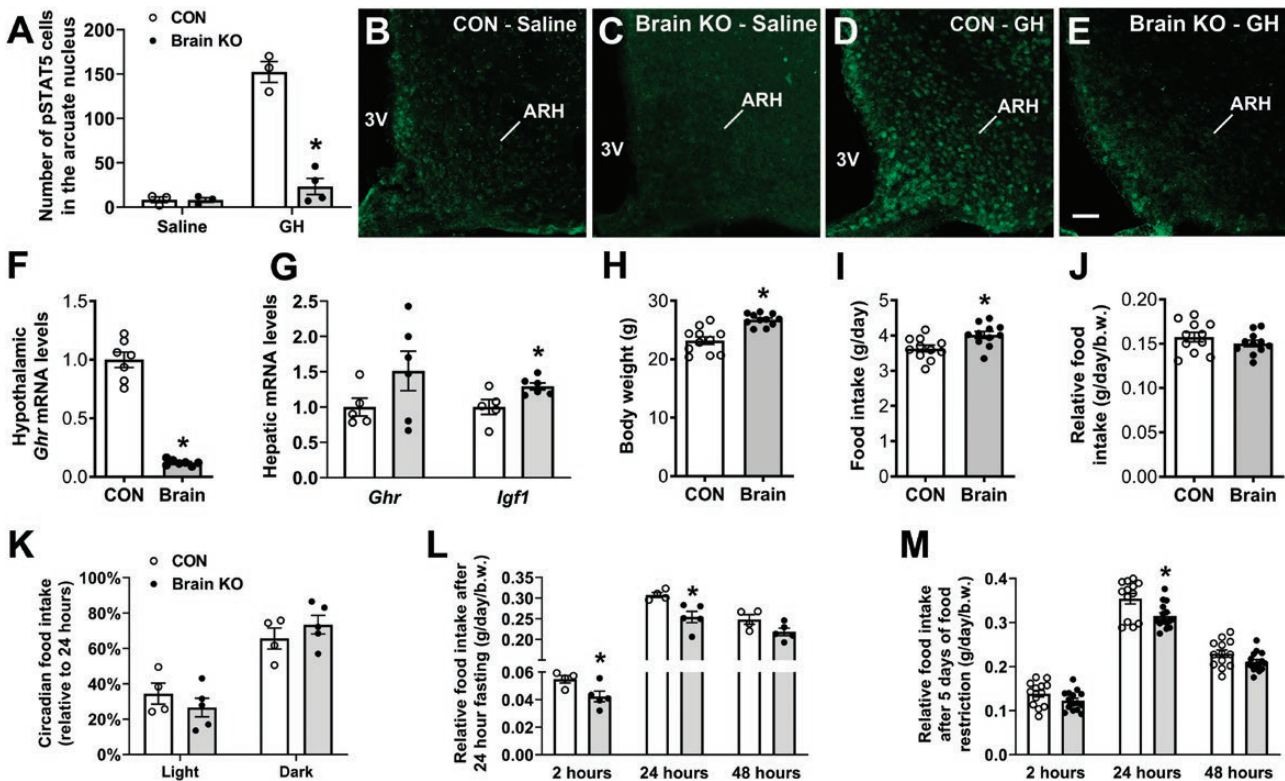 A
CON
Brain KO
Number of pSTAT5 cells
in the arcuate nucleus
200
150
100
50
0
*
Saline
GH
B
CON - Saline
3V
ARH
C
Brain KO - Saline
3V
ARH
D
CON - GH
3V
ARH
E
Brain KO - GH
ARH
F
Hypothalamic
Ghr mRNA levels
1.5
1.0
0.5
0.0
*
CON
Brain
G
Hepatic mRNA levels
2.5
2.0
1.5
1.0
0.5
0.0
*
Ghr
Igf1
H
Body weight (g)
30
20
10
0
*
CON
Brain
I
Food intake (g/day)
5
4
3
2
1
0
*
CON
Brain
J
Relative food
intake (g/day/b.w.)
0.20
0.15
0.10
0.05
0.00
CON
Brain
K
CON
Brain KO
Circadian food intake
(relative to 24 hours)
100%
80%
60%
40%
20%
0%
Light
Dark
L
Relative food intake after
24 hour fasting (g/day/b.w.)
0.35
0.30
0.25
0.20
0.06
0.04
0.02
0.00
*
*
2 hours
24 hours
48 hours
M
Relative food intake
after 5 days of food
restriction (g/day/b.w.)
0.4
0.3
0.2
0.1
0.0
*
2 hours
24 hours
48 hours